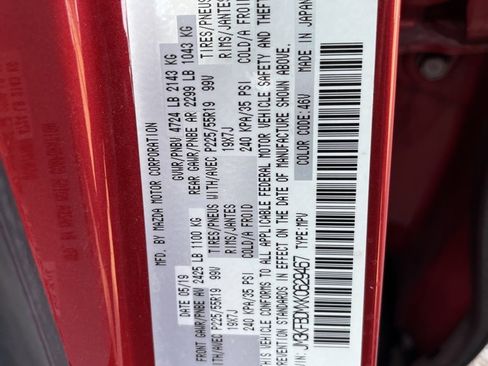 MFD. BY MAZDA MOTOR CORPORATION
DATE 05/19 GVWR/PNBV 4724 LB 2143 KG
FRONT GAWR/PNBE AV 2425 LB 1100 KG REAR GAWR/PNBE AR 2299 LB 1043 KG
WITH/AVEC P225/55R19 99V TIRES/PNEUS WITH/AVEC P225/55R19 99V TIRES/PNEUS
19X7J RIMS/JANTES 19X7J RIMS/JANTES
240 KPA/35 PSI COLD/A FROID 240 KPA/35 PSI COLD/A FROID
THIS VEHICLE CONFORMS TO ALL APPLICABLE FEDERAL MOTOR VEHICLE SAFETY AND THEFT
PREVENTION STANDARDS IN EFFECT ON THE DATE OF MANUFACTURE SHOWN ABOVE.
VIN: TYPE:MPV COLOR CODE:46V MADE IN JAPAN